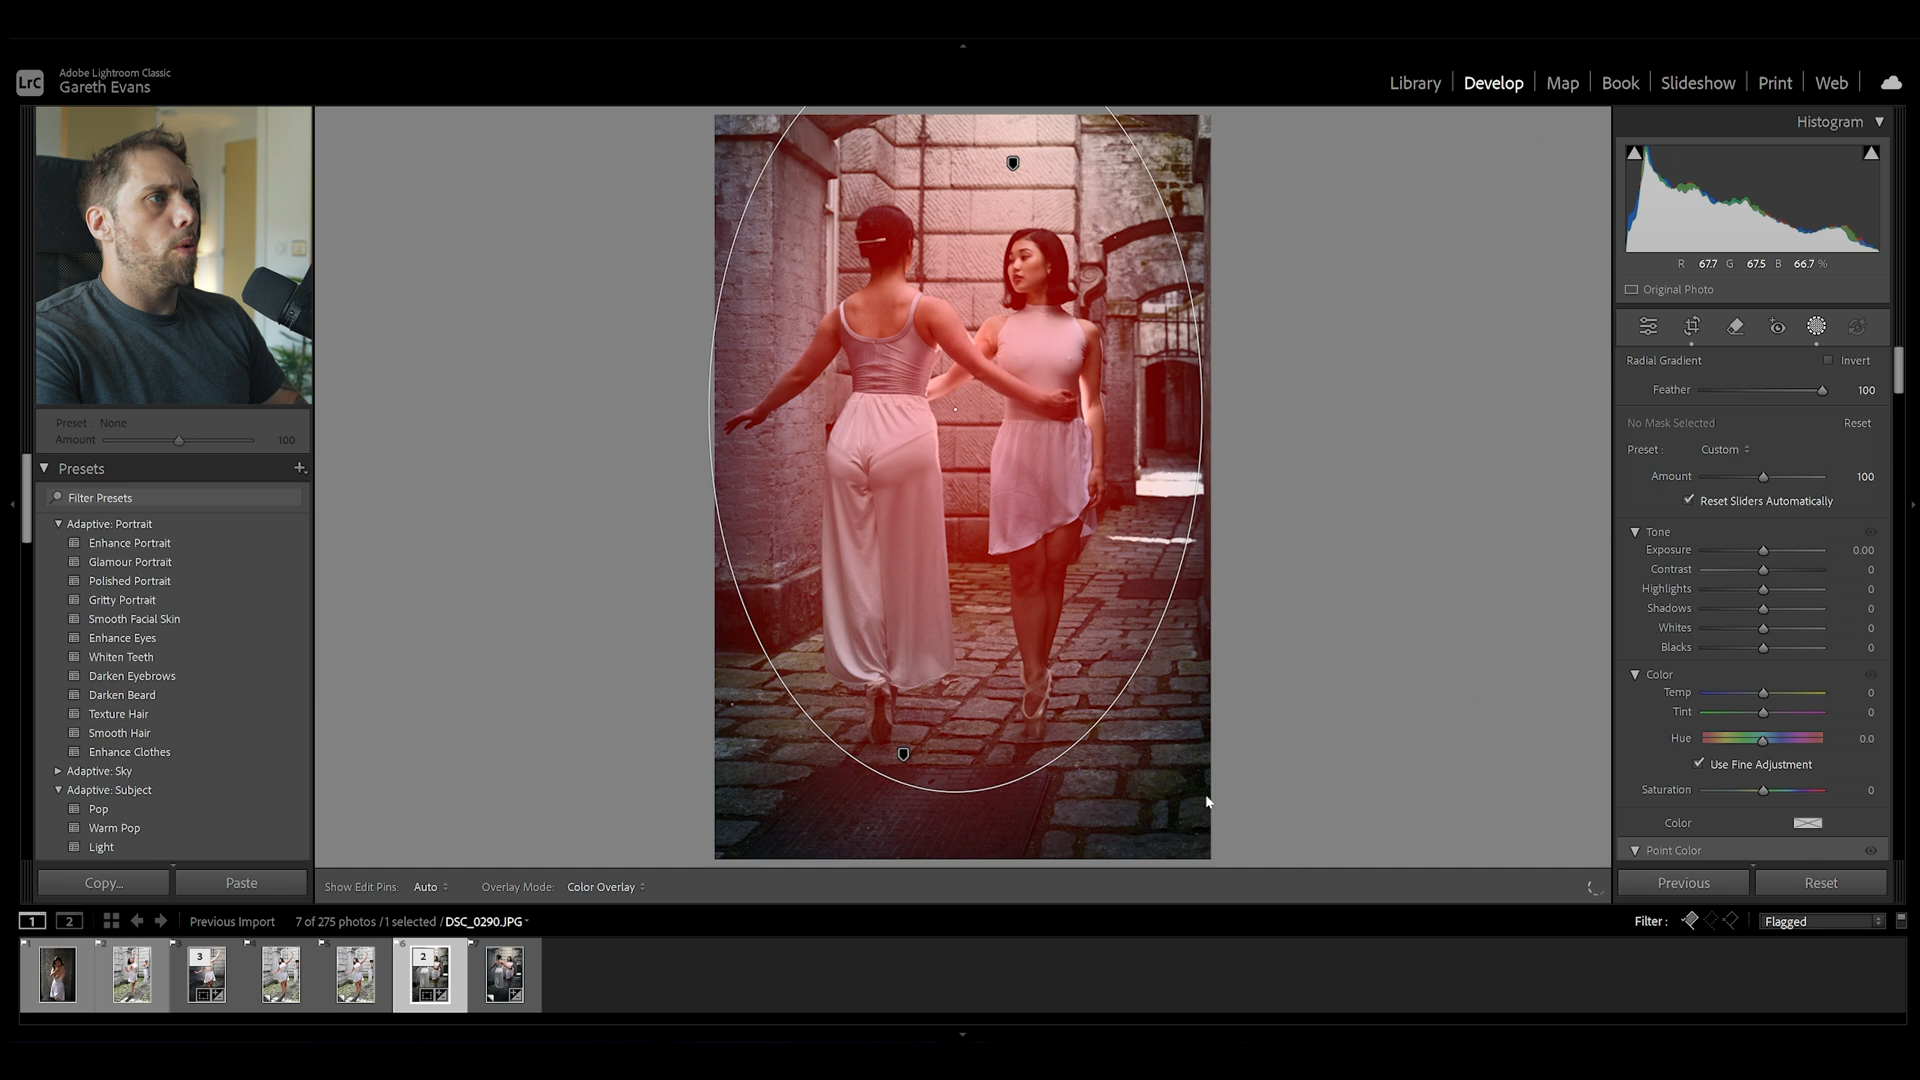 LrC
Adobe Lightroom Classic
Gareth Evans
Library
Develop
Map
Book
Slideshow
Print
Web
Histogram
R 67.7 G 67.5 B 66.7 %
Original Photo
Radial Gradient
Invert
Feather 100
No Mask Selected
Reset
Preset : Custom
Amount 100
Reset Sliders Automatically
Tone
Exposure 0.00
Contrast 0
Highlights 0
Shadows 0
Whites 0
Blacks 0
Color
Temp 0
Tint 0
Hue 0.0
Use Fine Adjustment
Saturation 0
Color
Point Color
Previous
Reset
Preset : None
Amount 100
Presets
Filter Presets
Adaptive: Portrait
Enhance Portrait
Glamour Portrait
Polished Portrait
Gritty Portrait
Smooth Facial Skin
Enhance Eyes
Whiten Teeth
Darken Eyebrows
Darken Beard
Texture Hair
Smooth Hair
Enhance Clothes
Adaptive: Sky
Adaptive: Subject
Pop
Warm Pop
Light
Copy...
Paste
Show Edit Pins: Auto
Overlay Mode: Color Overlay
1
2
Previous Import
7 of 275 photos /1 selected / DSC_0290.JPG
Filter :
Flagged
1
2
3
4
5
6
7
3
2